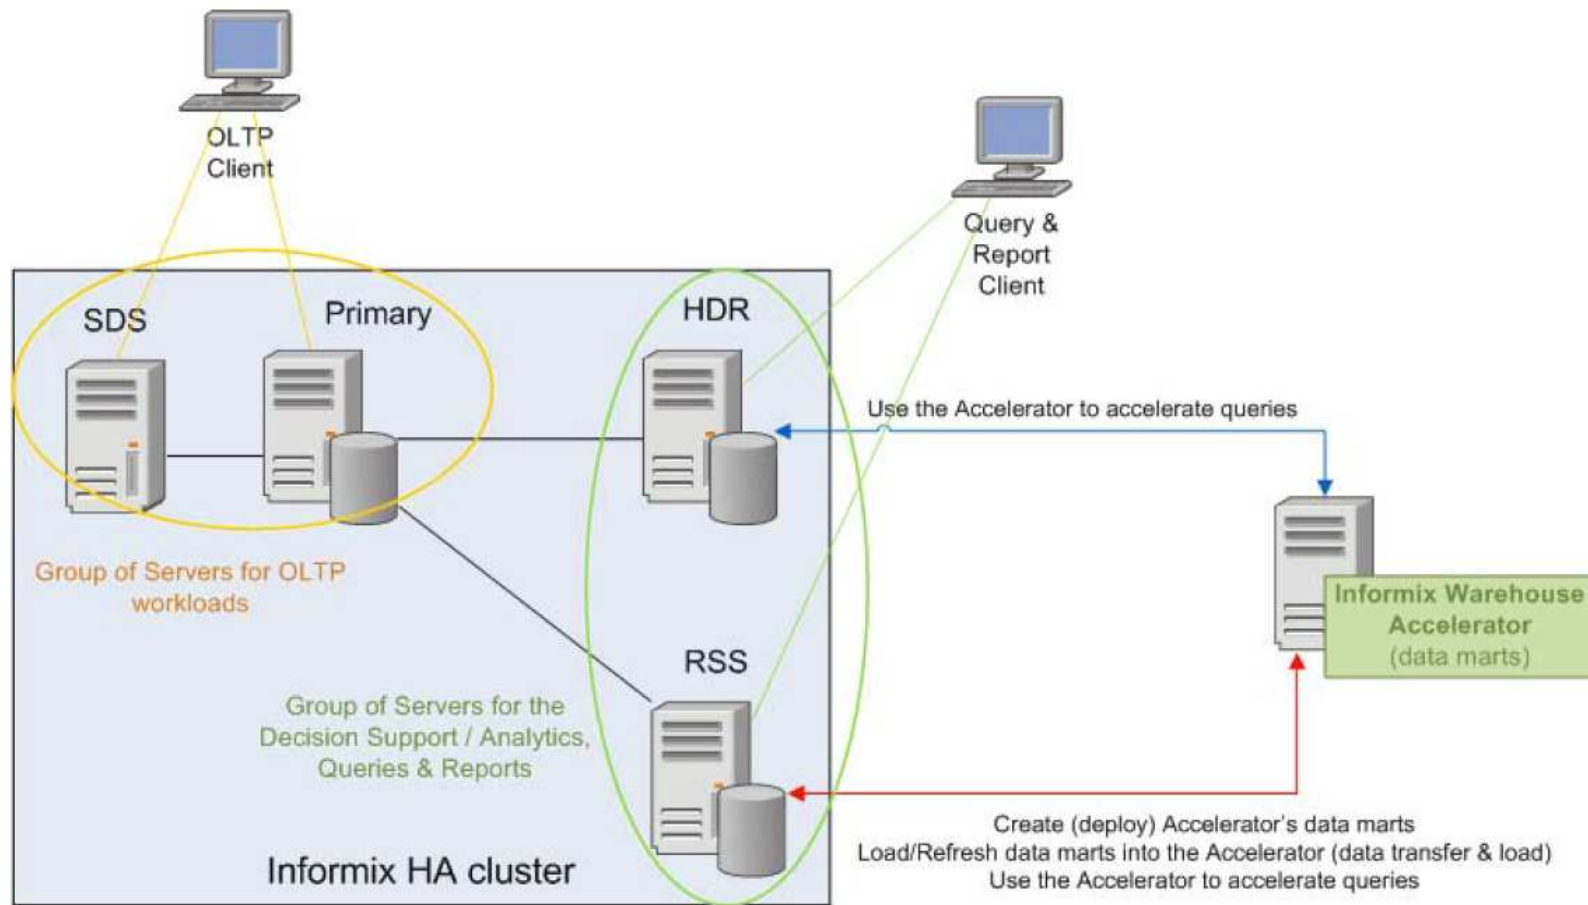 OLTP
Client
Query &
Report
Client
SDS
Primary
HDR
Use the Accelerator to accelerate queries
Group of Servers for OLTP
workloads
Informix Warehouse
Accelerator
(data marts)
RSS
Group of Servers for the
Decision Support / Analytics,
Queries & Reports
Informix HA cluster
Create (deploy) Accelerator's data marts
Load/Refresh data marts into the Accelerator (data transfer & load)
Use the Accelerator to accelerate queries